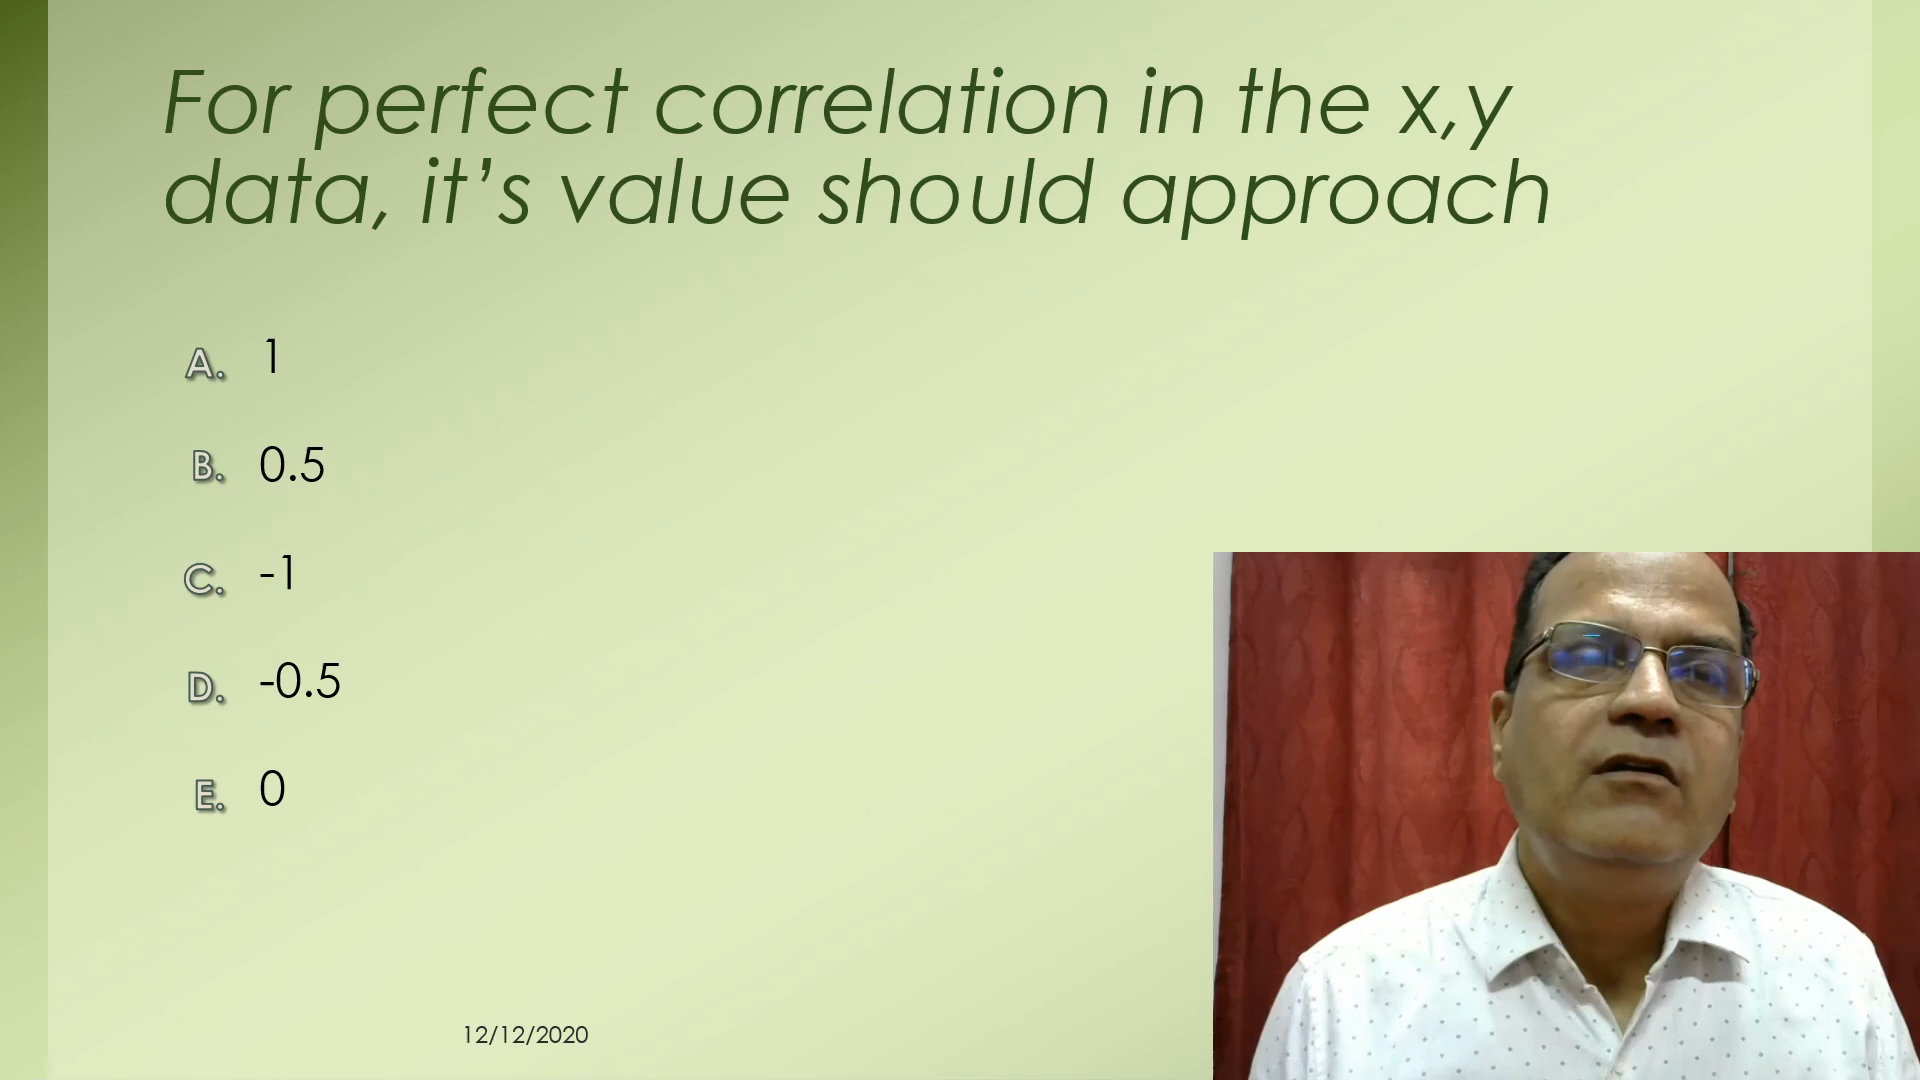 For perfect correlation in the x,y
data, it’s value should approach
A. 1
B. 0.5
C. -1
D. -0.5
E. 0
12/12/2020